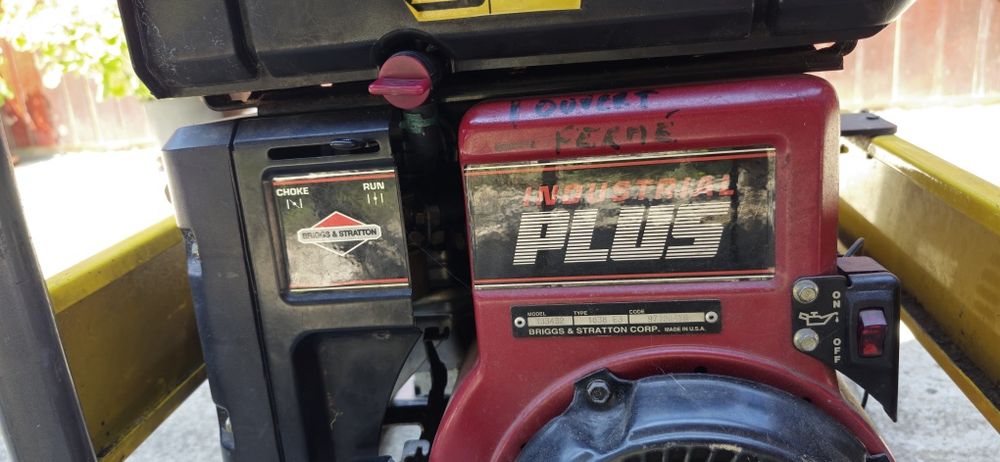 I OUVERT
— FERMÉ
CHOKE RUN
BRIGGS & STRATTON
INDUSTRIAL
PLUS
MODEL TYPE CODE
BRIGGS & STRATTON CORP. MADE IN U.S.A.
ON
OFF